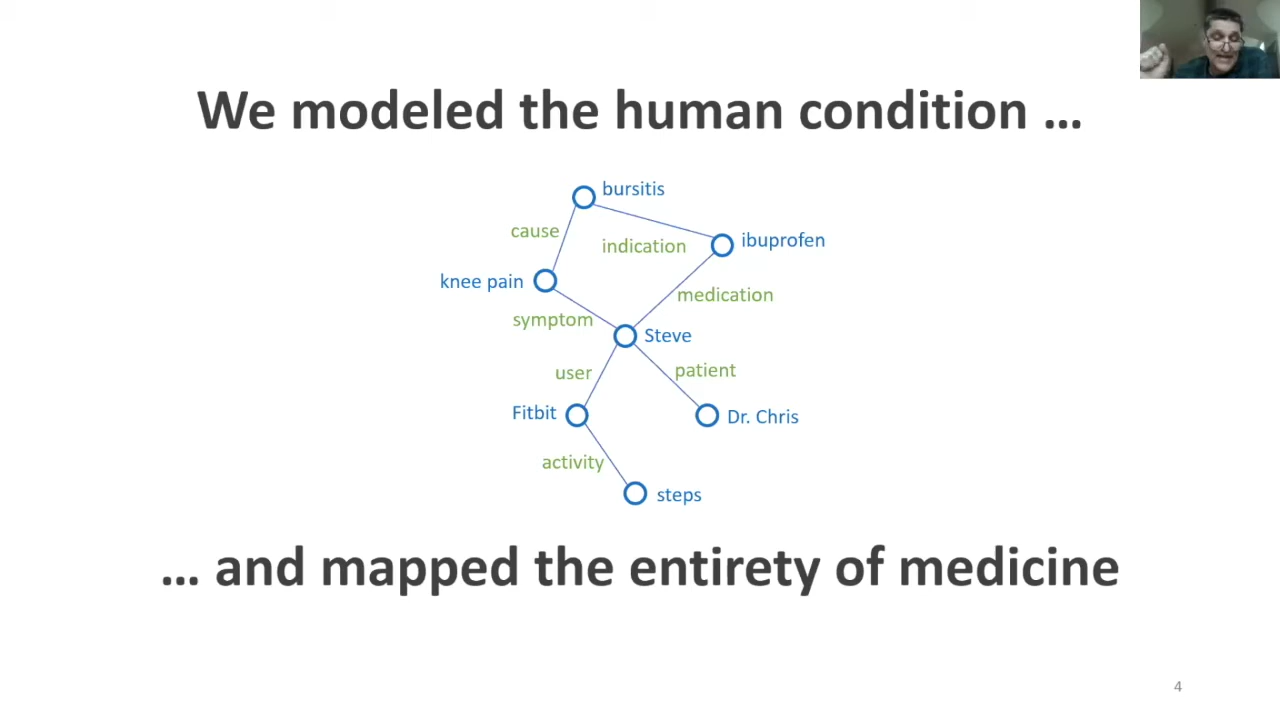 We modeled the human condition …
bursitis
cause
indication
ibuprofen
knee pain
medication
symptom
Steve
user
patient
Fitbit
Dr. Chris
activity
steps
… and mapped the entirety of medicine
4